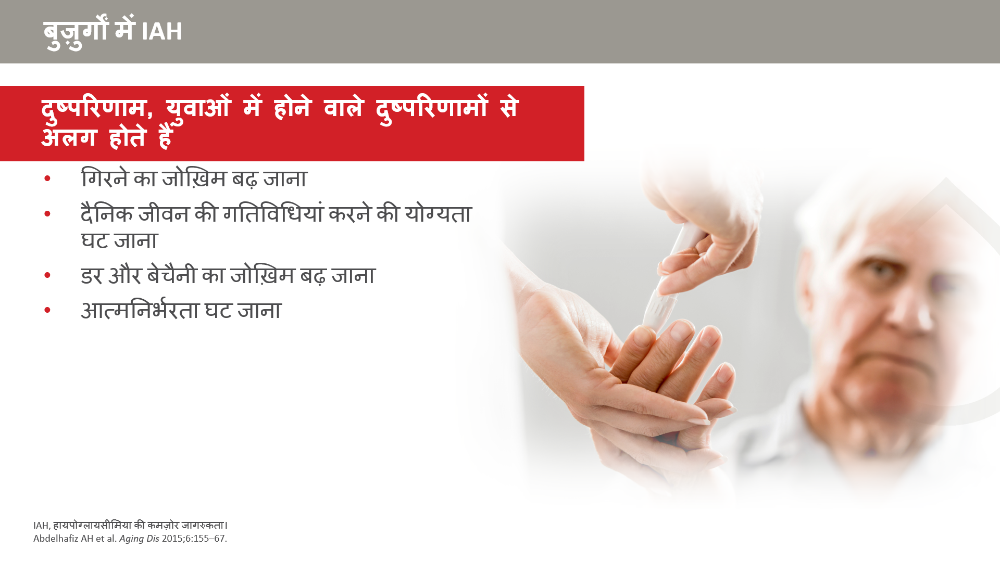 बुज़ुर्गों में IAH
दुष्परिणाम, युवाओं में होने वाले दुष्परिणामों से
अलग होते हैं
• गिरने का जोख़िम बढ़ जाना
• दैनिक जीवन की गतिविधियां करने की योग्यता
घट जाना
• डर और बेचैनी का जोख़िम बढ़ जाना
• आत्मनिर्भरता घट जाना
IAH, हायपोग्लायसीमिया की कमज़ोर जागरुकता।
Abdelhafiz AH et al. Aging Dis 2015;6:155–67.